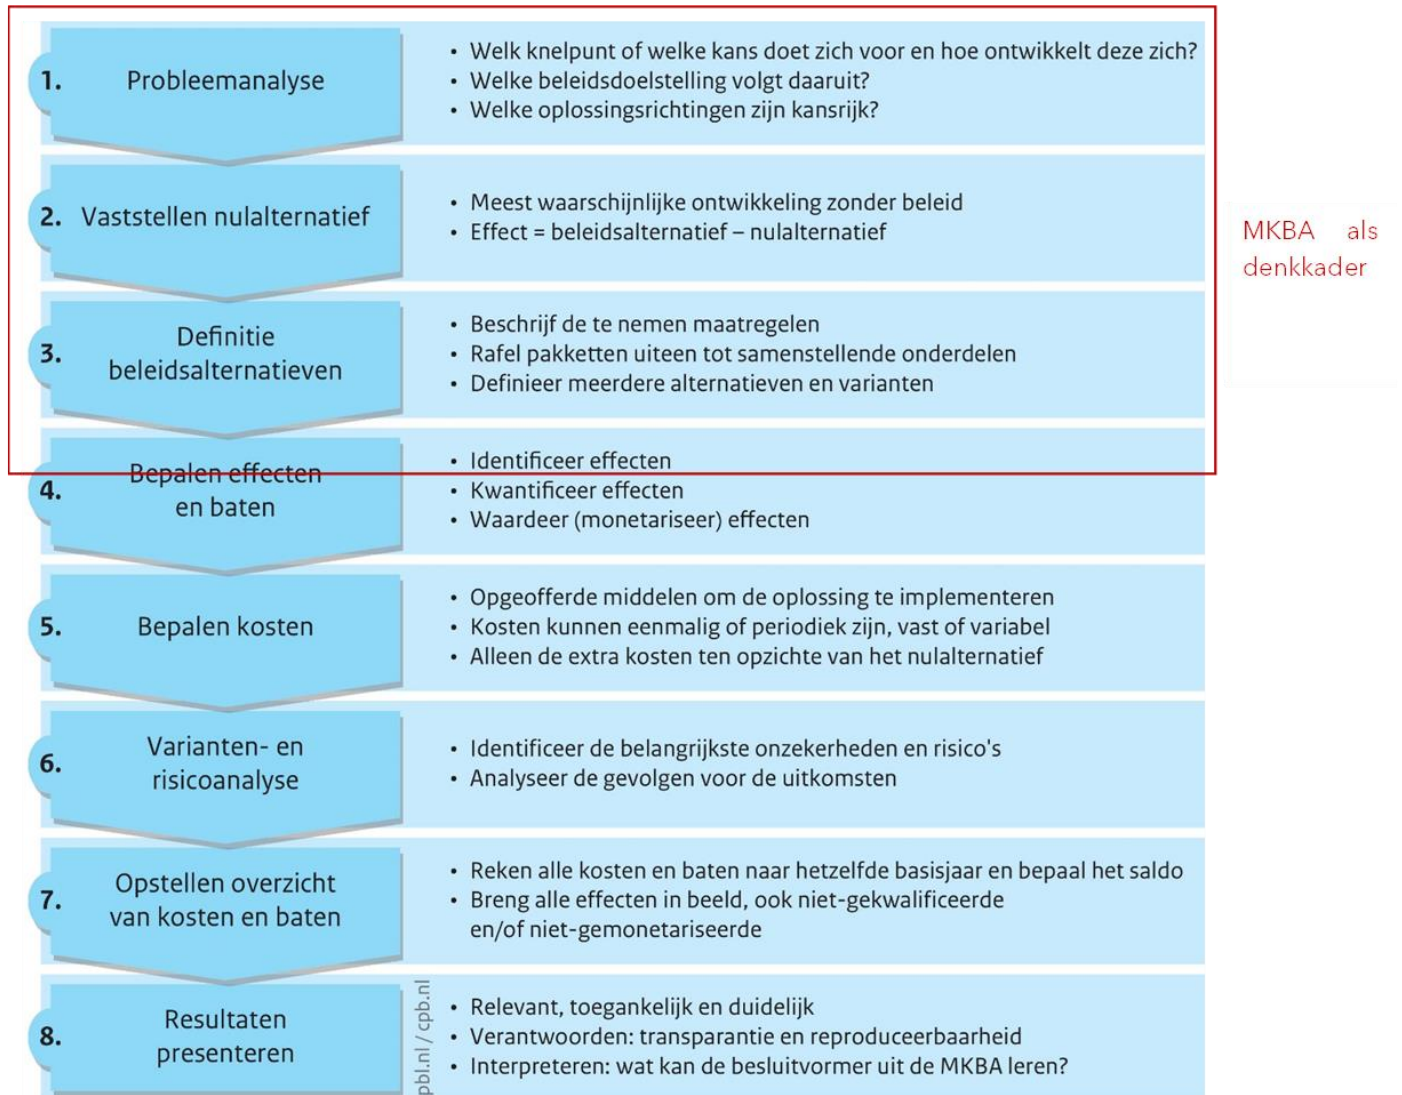 1. Probleemanalyse
• Welk knelpunt of welke kans doet zich voor en hoe ontwikkelt deze zich?
• Welke beleidsdoelstelling volgt daaruit?
• Welke oplossingsrichtingen zijn kansrijk?
2. Vaststellen nulalternatief
• Meest waarschijnlijke ontwikkeling zonder beleid
• Effect = beleidsalternatief – nulalternatief
MKBA als
denkkader
3. Definitie
beleidsalternatieven
• Beschrijf de te nemen maatregelen
• Rafel pakketten uiteen tot samenstellende onderdelen
• Definieer meerdere alternatieven en varianten
4. Bepalen effecten
en baten
• Identificeer effecten
• Kwantificeer effecten
• Waardeer (monetariseer) effecten
5. Bepalen kosten
• Opgeofferde middelen om de oplossing te implementeren
• Kosten kunnen eenmalig of periodiek zijn, vast of variabel
• Alleen de extra kosten ten opzichte van het nulalternatief
6. Varianten- en
risicoanalyse
• Identificeer de belangrijkste onzekerheden en risico's
• Analyseer de gevolgen voor de uitkomsten
7. Opstellen overzicht
van kosten en baten
• Reken alle kosten en baten naar hetzelfde basisjaar en bepaal het saldo
• Breng alle effecten in beeld, ook niet-gekwalificeerde
en/of niet-gemonetariseerde
8. Resultaten
presenteren
• Relevant, toegankelijk en duidelijk
• Verantwoorden: transparantie en reproduceerbaarheid
• Interpreteren: wat kan de besluitvormer uit de MKBA leren?
pbl.nl / cpb.nl